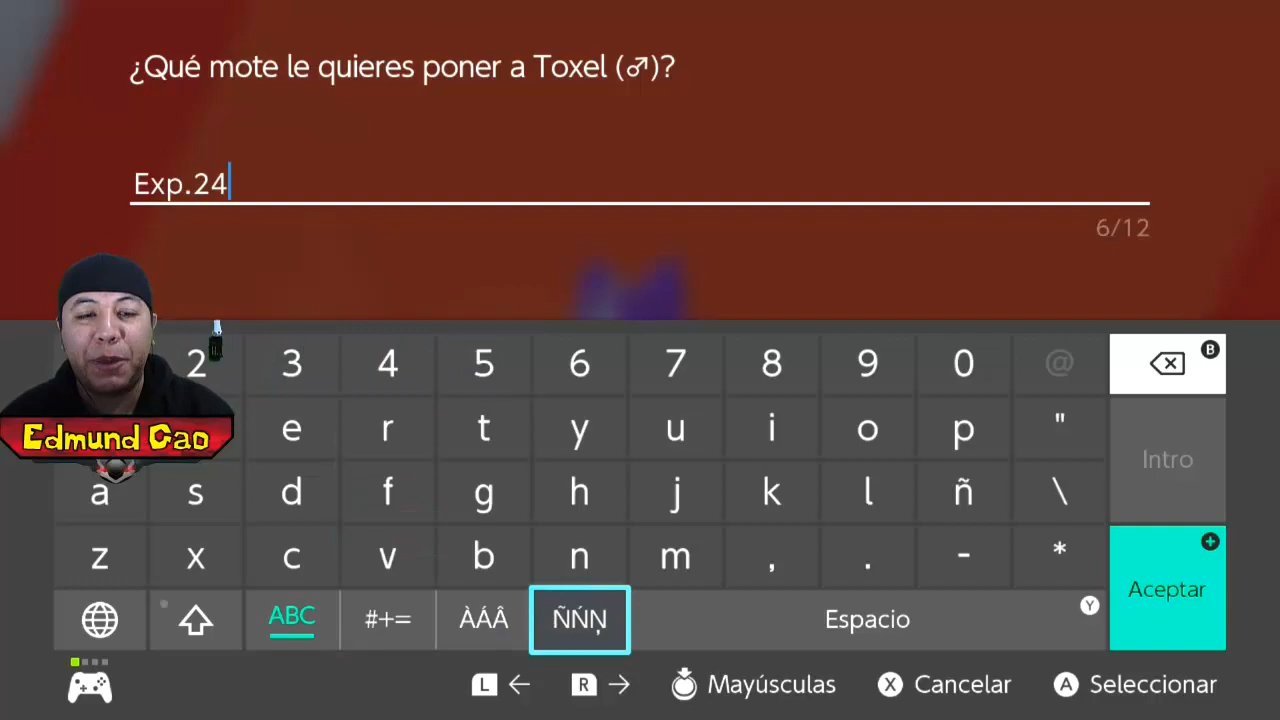 ¿Qué mote le quieres poner a Toxel (♂)?
Exp.24
6/12
2 3 4 5 6 7 8 9 0 @ B
e r t y u i o p "
Intro
Edmund Cao
a s d f g h j k l ñ \
z x c v b n m , . - *
Aceptar
ABC #+= ÀÁÂ ÑŃŅ Espacio Y
L ← R → Mayúsculas X Cancelar A Seleccionar